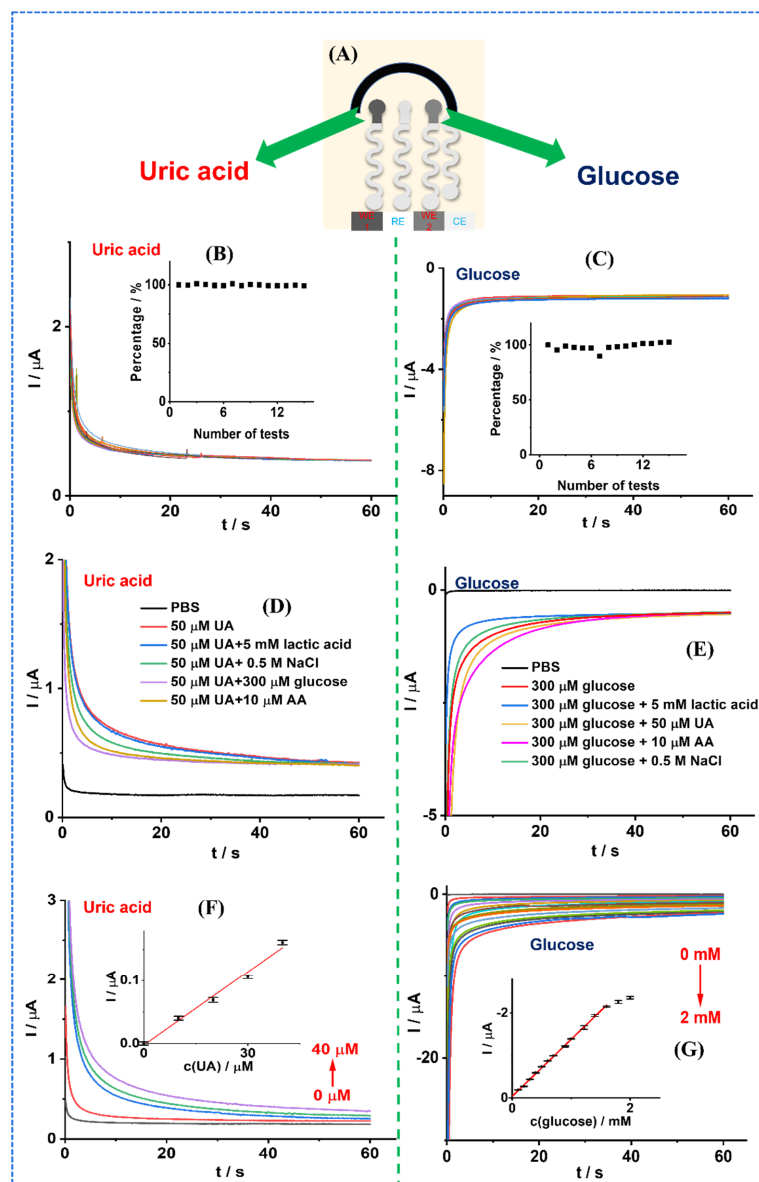 (A)
Uric acid
Glucose
WE 1
RE
WE 2
CE
Uric acid
(B)
I / μA
2
0
0
20
40
60
t / s
Percentage / %
100
50
0
0
6
12
Number of tests
(C)
Glucose
I / μA
0
-4
-8
0
20
40
60
t / s
Percentage / %
100
50
0
0
6
12
Number of tests
Uric acid
(D)
PBS
50 μM UA
50 μM UA+5 mM lactic acid
50 μM UA+ 0.5 M NaCl
50 μM UA+300 μM glucose
50 μM UA+10 μM AA
I / μA
2
1
0
0
20
40
60
t / s
Glucose
(E)
PBS
300 μM glucose
300 μM glucose + 5 mM lactic acid
300 μM glucose + 50 μM UA
300 μM glucose + 10 μM AA
300 μM glucose + 0.5 M NaCl
I / μA
0
-5
0
20
40
60
t / s
Uric acid
(F)
I / μA
3
2
1
0
0
20
40
60
t / s
I / μA
0.1
0.0
0
30
c(UA) / μM
40 μM
0 μM
Glucose
(G)
I / μA
0
-20
0
20
40
60
t / s
I / μA
-2
0
0
2
c(glucose) / mM
0 mM
2 mM